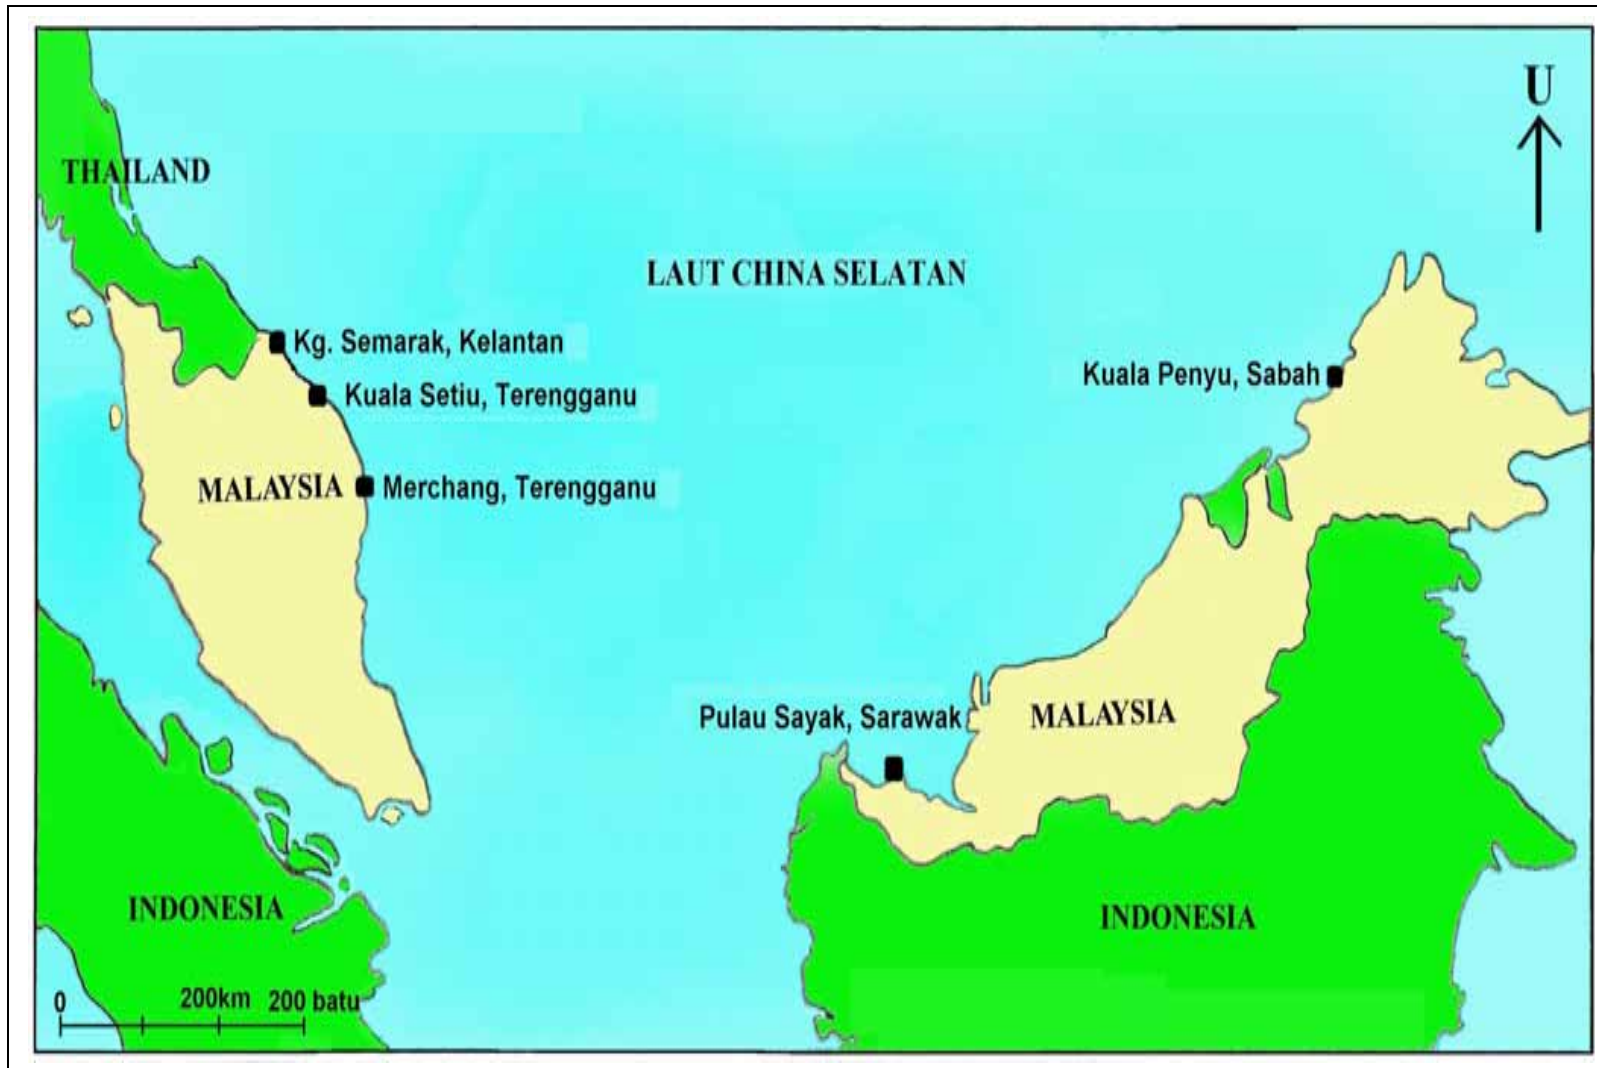 U
THAILAND
LAUT CHINA SELATAN
Kg. Semarak, Kelantan
Kuala Penyu, Sabah
Kuala Setiu, Terengganu
MALAYSIA
Merchang, Terengganu
Pulau Sayak, Sarawak
MALAYSIA
INDONESIA
INDONESIA
0 200km 200 batu